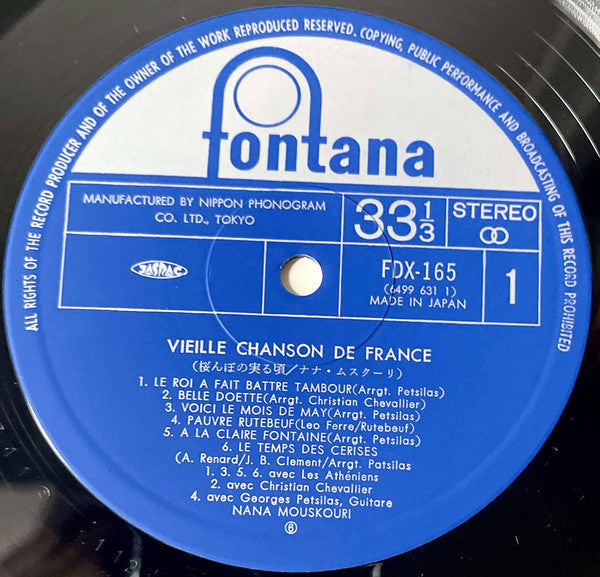 ALL RIGHTS OF THE RECORD PRODUCER AND OF THE OWNER OF THE WORK REPRODUCED RESERVED. COPYING, PUBLIC PERFORMANCE AND BROADCASTING OF THIS RECORD PROHIBITED
fontana
MANUFACTURED BY NIPPON PHONOGRAM
CO. LTD., TOKYO
33 1/3
STEREO
JASRAC
FDX-165
(6499 631 1)
MADE IN JAPAN
1
VIEILLE CHANSON DE FRANCE
(桜んぼの実る頃/ナナ・ムスクーリ)
1. LE ROI A FAIT BATTRE TAMBOUR(Arrgt. Petsilas)
2. BELLE DOETTE(Arrgt. Christian Chevallier)
3. VOICI LE MOIS DE MAY(Arrgt. Petsilas)
4. PAUVRE RUTEBEUF(Leo Ferre/Rutebeuf)
5. A LA CLAIRE FONTAINE(Arrgt. Petsilas)
6. LE TEMPS DES CERISES
(A. Renard/J. B. Clement/Arrgt. Patsilas
1. 3. 5. 6. avec Les Athéniens
2. avec Christian Chevallier
4. avec Georges Petsilas, Guitare
NANA MOUSKOURI
⑥